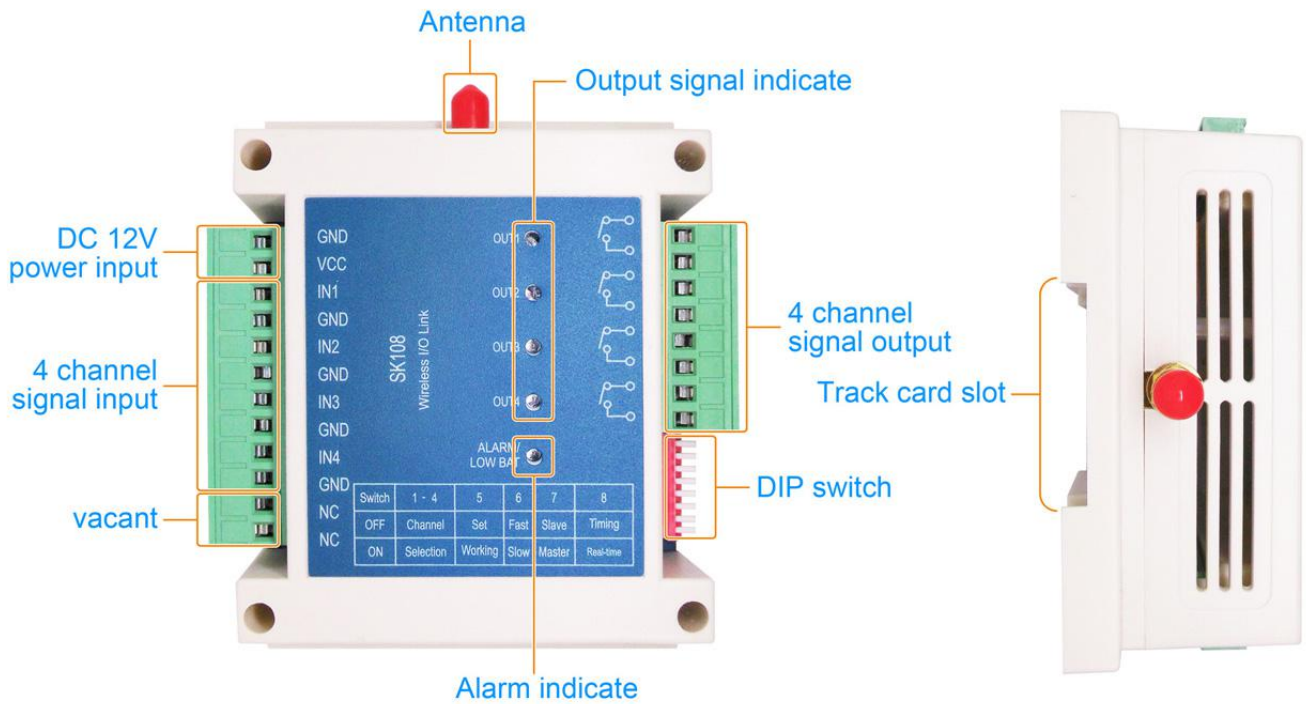 Antenna
Output signal indicate
DC 12V
power input
4 channel
signal input
vacant
GND
VCC
IN1
GND
IN2
GND
IN3
GND
IN4
GND
NC
NC
SK108
Wireless I/O Link
OUT1
OUT2
OUT3
OUT4
ALARM/
LOW BAT
Switch 1 - 4 5 6 7 8
OFF Channel Set Fast Slave Timing
ON Selection Working Slow Master Real-time
4 channel
signal output
DIP switch
Track card slot
Alarm indicate